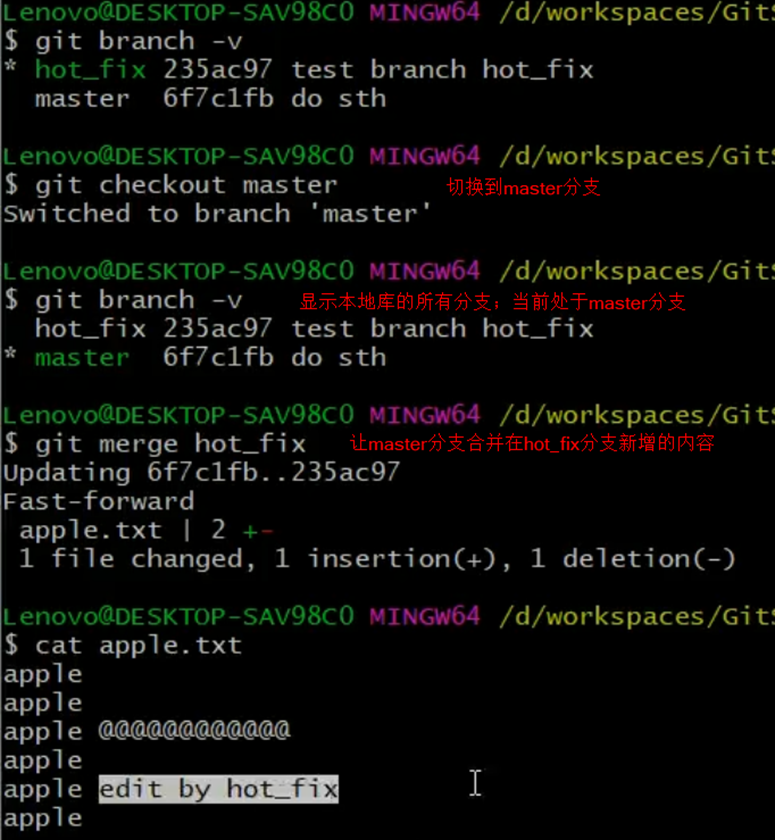 Lenovo@DESKTOP-SAV98C0 MINGW64 /d/workspaces/GitS
$ git branch -v
* hot_fix 235ac97 test branch hot_fix
master 6f7c1fb do sth
Lenovo@DESKTOP-SAV98C0 MINGW64 /d/workspaces/GitS
$ git checkout master 切换到master分支
Switched to branch 'master'
Lenovo@DESKTOP-SAV98C0 MINGW64 /d/workspaces/GitS
$ git branch -v 显示本地库的所有分支；当前处于master分支
hot_fix 235ac97 test branch hot_fix
* master 6f7c1fb do sth
Lenovo@DESKTOP-SAV98C0 MINGW64 /d/workspaces/GitS
$ git merge hot_fix 让master分支合并在hot_fix分支新增的内容
Updating 6f7c1fb..235ac97
Fast-forward
apple.txt | 2 +-
1 file changed, 1 insertion(+), 1 deletion(-)
Lenovo@DESKTOP-SAV98C0 MINGW64 /d/workspaces/GitS
$ cat apple.txt
apple
apple
apple @@@@@@@@@@@@
apple
apple edit by hot_fix
apple